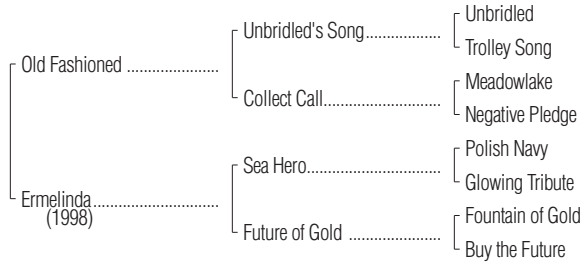 Unbridled
Unbridled's Song
Trolley Song
Old Fashioned
Meadowlake
Collect Call
Negative Pledge
Polish Navy
Sea Hero
Glowing Tribute
Ermelinda
(1998)
Fountain of Gold
Future of Gold
Buy the Future